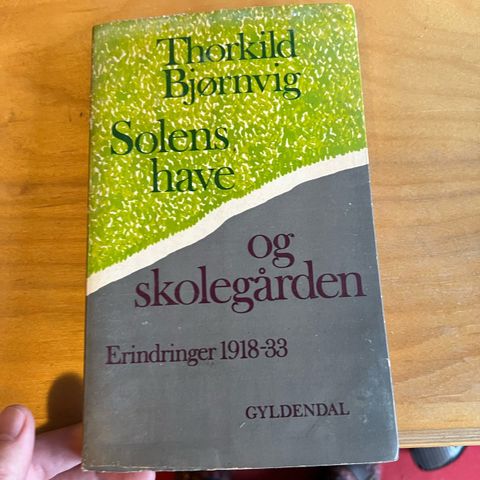 Thorkild
Bjørnvig
Solens
have
og
skolegården
Erindringer 1918-33
GYLDENDAL